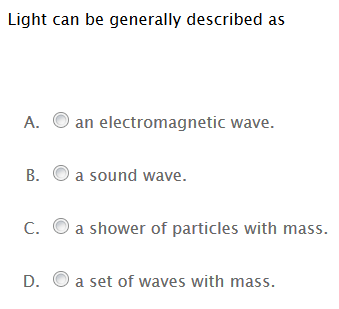 Light can be generally described as
A. an electromagnetic wave.
B. a sound wave.
C. a shower of particles with mass.
D. a set of waves with mass.